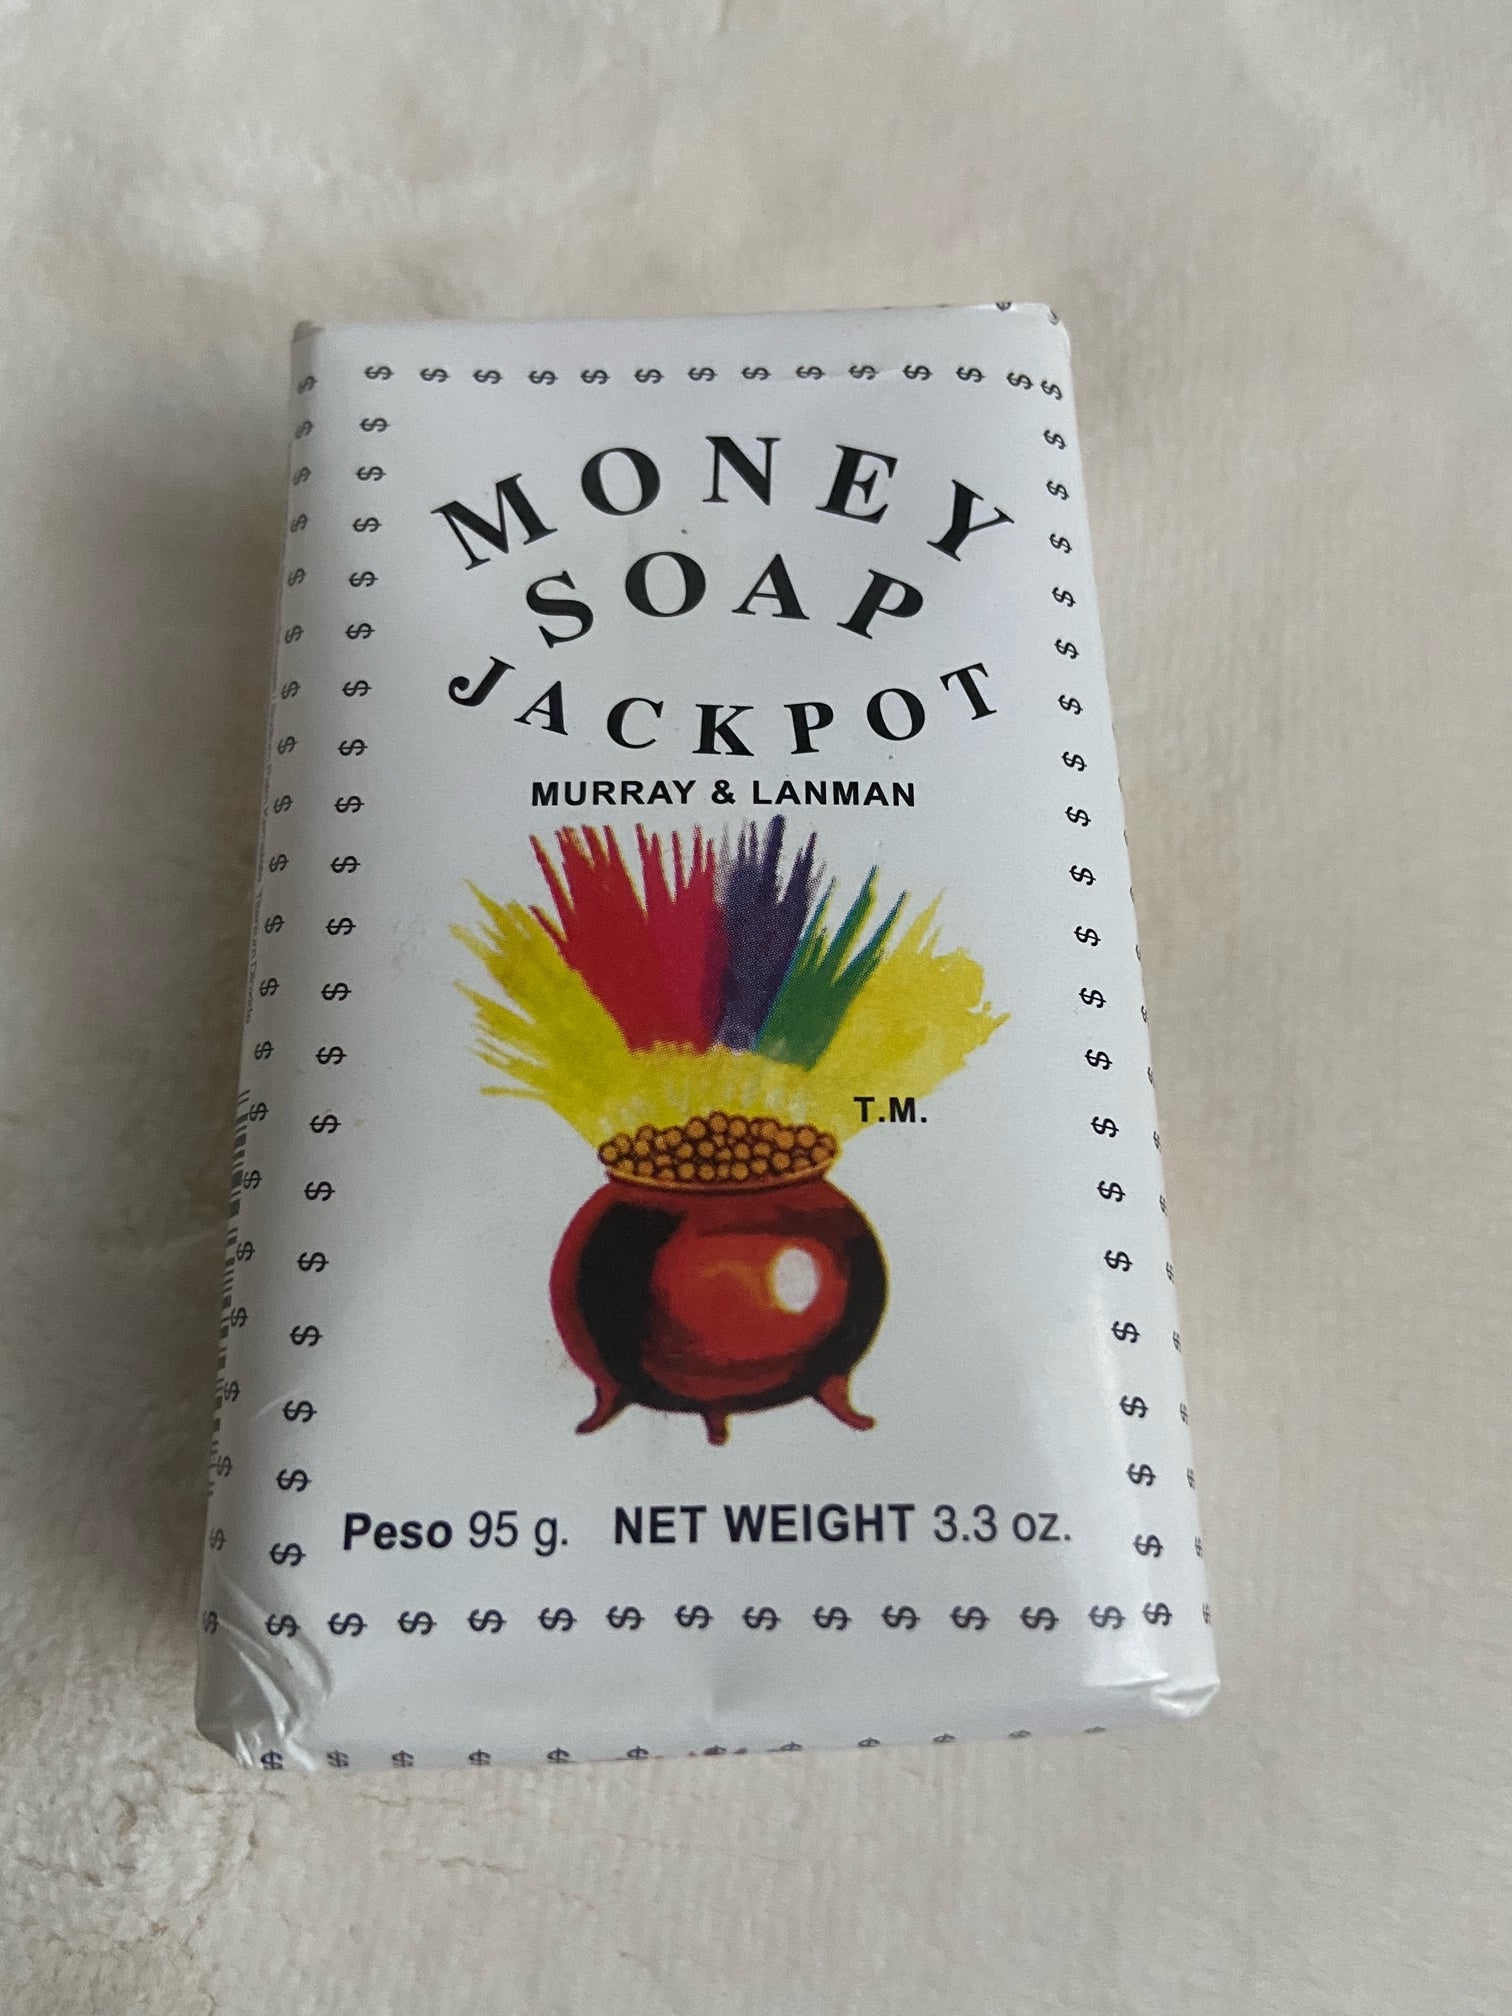 MONEY
SOAP
JACKPOT
MURRAY & LANMAN
T.M.
Peso 95 g. NET WEIGHT 3.3 oz.